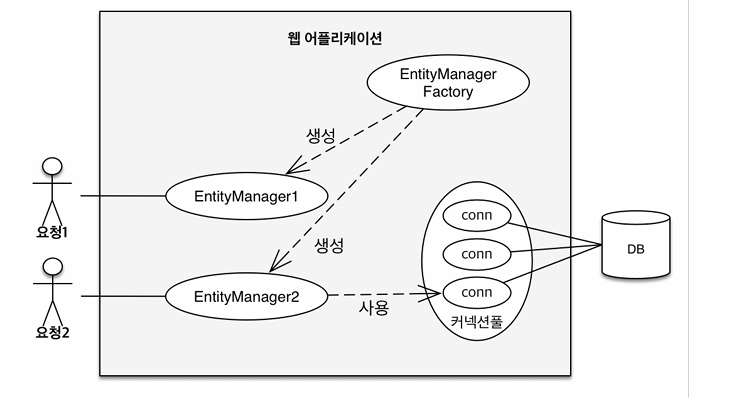 웹 어플리케이션
EntityManager
Factory
생성
EntityManager1
요청1
생성
EntityManager2
요청2
사용
conn
conn
conn
커넥션풀
DB